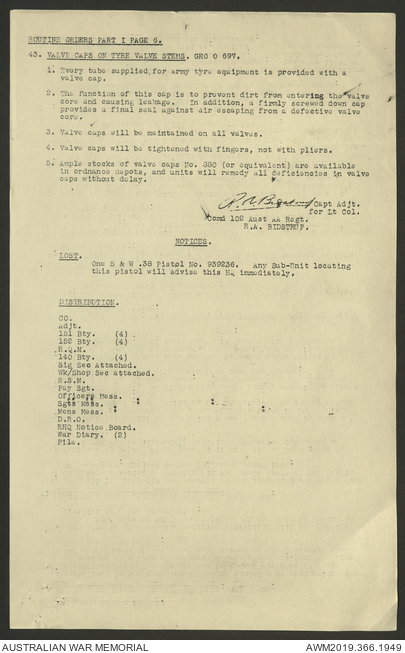 ROUTINE ORDERS PART I PAGE 6.
43. VALVE CAPS ON TYRE VALVE STEMS. GRO O 697.
1. Every tube supplied for army tyre equipment is provided with a
valve cap.
2. The function of this cap is to prevent dirt from entering the valve
core and causing leakage. In addition, a firmly screwed down cap
provides a final seal against air escaping from a defective valve
core.
3. Valve caps will be maintained on all valves.
4. Valve caps will be tightened with fingers, not with pliers.
5. Ample stocks of valve caps No. 880 (or equivalent) are available
in ordnance depots, and units will remedy all deficiencies in valve
caps without delay.
Capt Adjt.
for Lt Col.
Comd 102 Aust AA Regt.
R.A. BIDSTRUP.
NOTICES.
LOST.
One S & W .38 Pistol No. 939236. Any Sub-Unit locating
this pistol will advise this HQ immediately.
DISTRIBUTION.
CO.
Adjt.
151 Bty. (4)
152 Bty. (4)
R.Q.M.
140 Bty. (4)
Sig Sec Attached.
Wk/Shop Sec attached.
R.S.M.
Pay Sgt.
Officers Mess.
Sgts Mess.
Mens Mess.
D.R.O.
RHQ Notice Board.
War Diary. (2)
File.
AUSTRALIAN WAR MEMORIAL
AWM2019.366.1949